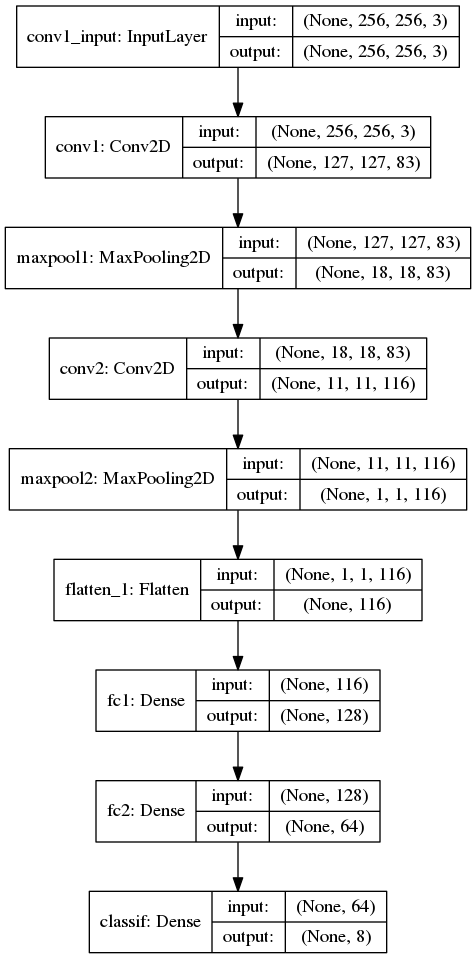 conv1_input: InputLayer
input: (None, 256, 256, 3)
output: (None, 256, 256, 3)
conv1: Conv2D
input: (None, 256, 256, 3)
output: (None, 127, 127, 83)
maxpool1: MaxPooling2D
input: (None, 127, 127, 83)
output: (None, 18, 18, 83)
conv2: Conv2D
input: (None, 18, 18, 83)
output: (None, 11, 11, 116)
maxpool2: MaxPooling2D
input: (None, 11, 11, 116)
output: (None, 1, 1, 116)
flatten_1: Flatten
input: (None, 1, 1, 116)
output: (None, 116)
fc1: Dense
input: (None, 116)
output: (None, 128)
fc2: Dense
input: (None, 128)
output: (None, 64)
classif: Dense
input: (None, 64)
output: (None, 8)